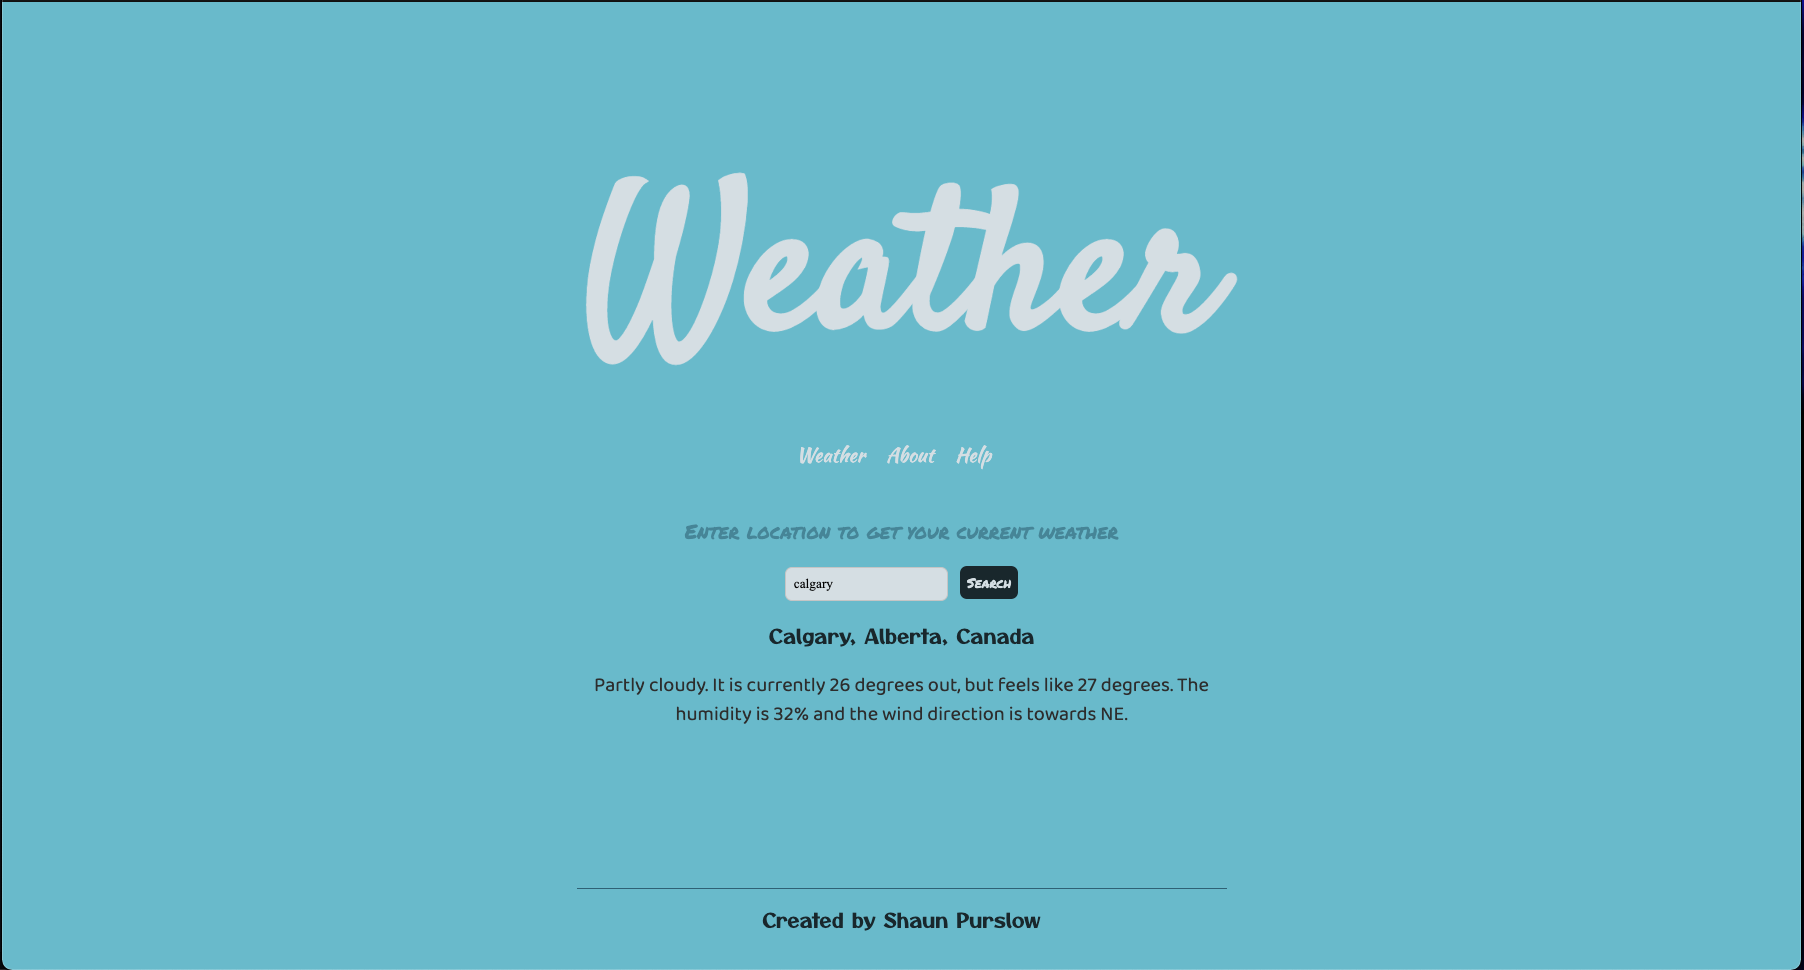 Weather
Weather About Help
Enter location to get your current weather
calgary Search
Calgary, Alberta, Canada
Partly cloudy. It is currently 26 degrees out, but feels like 27 degrees. The
humidity is 32% and the wind direction is towards NE.
Created by Shaun Purslow